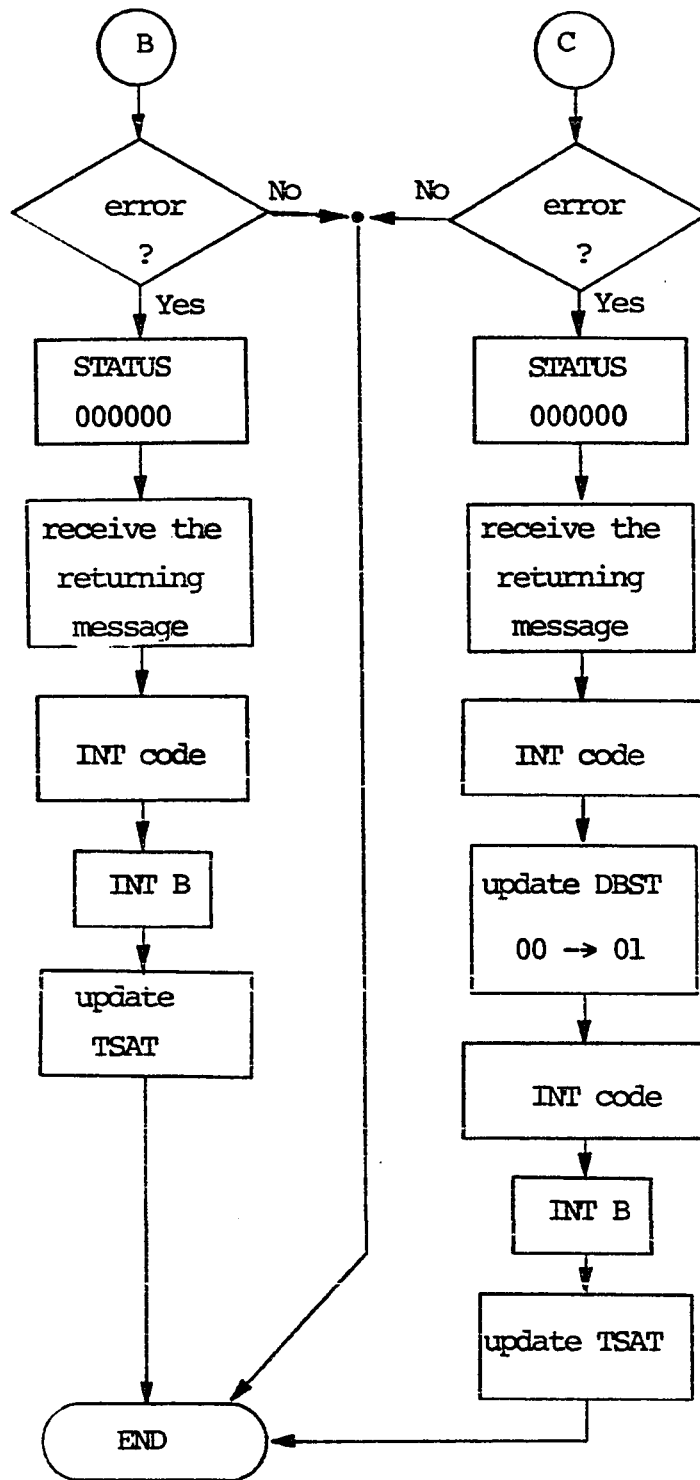 B
error
?
No
Yes
STATUS
000000
receive the
returning
message
INT code
INT B
update
TSAT
END
C
error
?
No
Yes
STATUS
000000
receive the
returning
message
INT code
update DBST
00 → 01
INT code
INT B
update TSAT